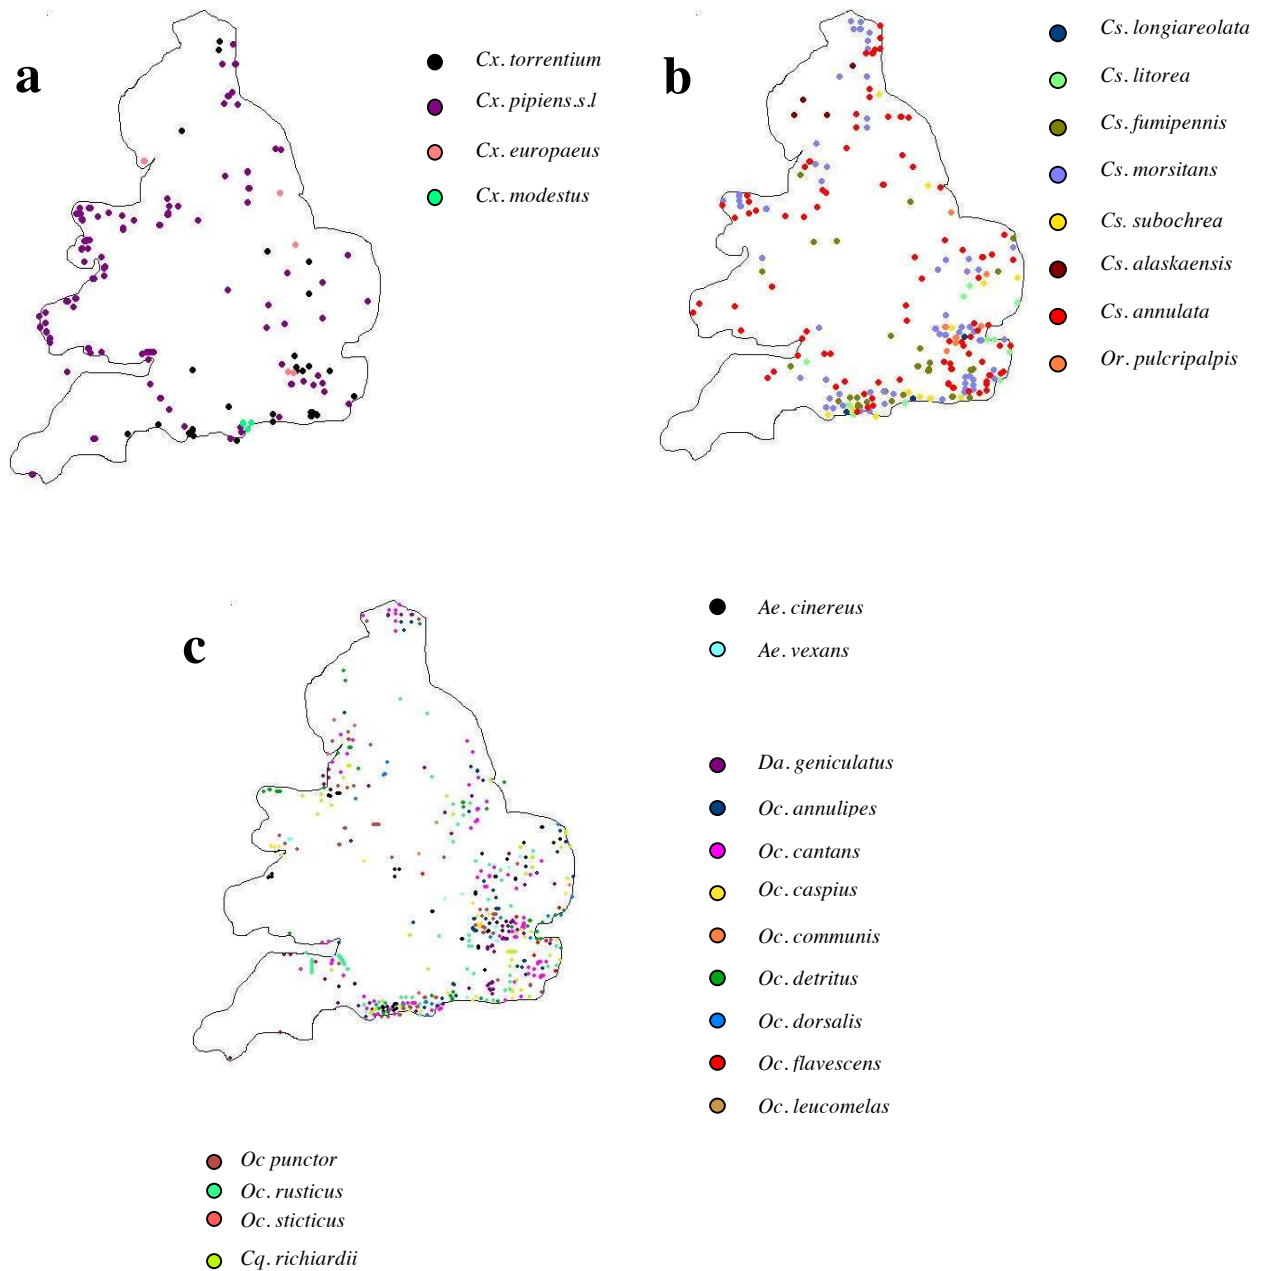 a
Cx. torrentium
Cx. pipiens.s.l
Cx. europaeus
Cx. modestus
b
Cs. longiareolata
Cs. litorea
Cs. fumipennis
Cs. morsitans
Cs. subochrea
Cs. alaskaensis
Cs. annulata
Or. pulcripalpis
c
Ae. cinereus
Ae. vexans
Da. geniculatus
Oc. annulipes
Oc. cantans
Oc. caspius
Oc. communis
Oc. detritus
Oc. dorsalis
Oc. flavescens
Oc. leucomelas
Oc punctor
Oc. rusticus
Oc. sticticus
Cq. richiardii